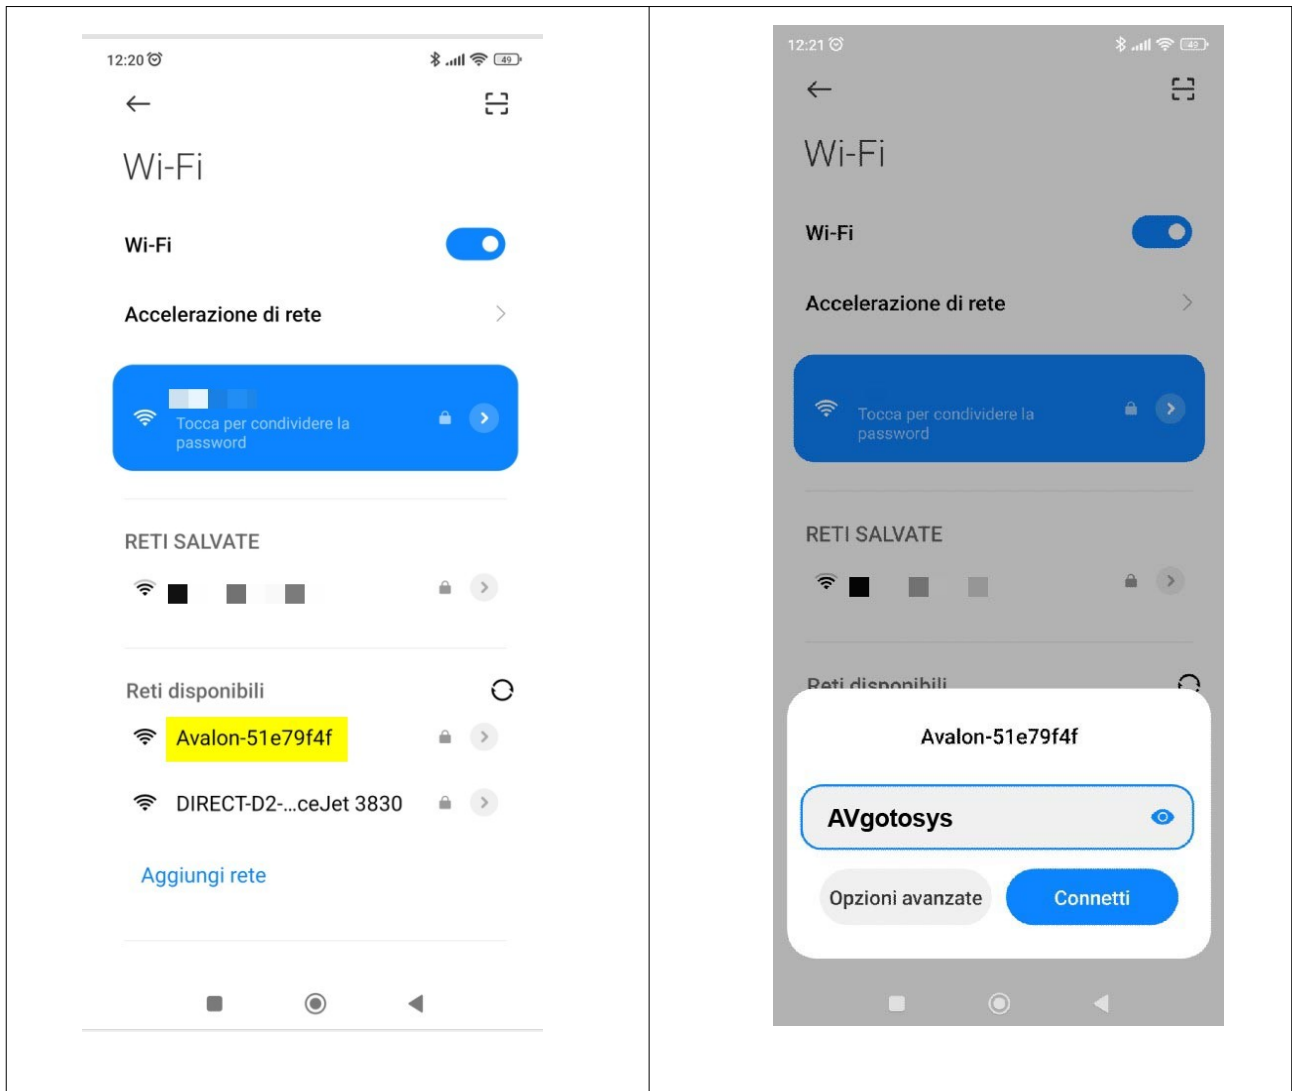 12:20
49
Wi-Fi
Wi-Fi
Accelerazione di rete
Tocca per condividere la
password
RETI SALVATE
Reti disponibili
Avalon-51e79f4f
DIRECT-D2-...ceJet 3830
Aggiungi rete
12:21
49
Wi-Fi
Wi-Fi
Accelerazione di rete
Tocca per condividere la
password
RETI SALVATE
Reti disponibili
Avalon-51e79f4f
AVgotosys
Opzioni avanzate
Connetti